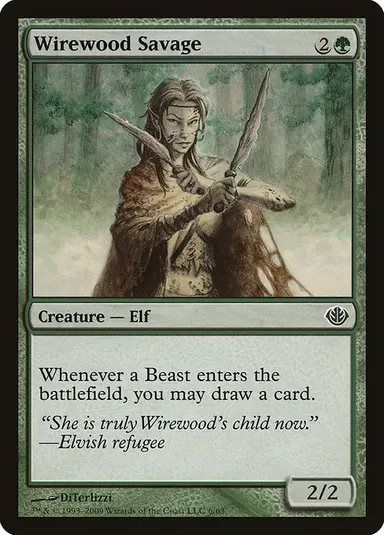 Wirewood Savage 2
Creature — Elf
Whenever a Beast enters the
battlefield, you may draw a card.
“She is truly Wirewood’s child now.”
—Elvish refugee
2/2
DiTerlizzi
™ & © 1993–2009 Wizards of the Coast LLC 6/63